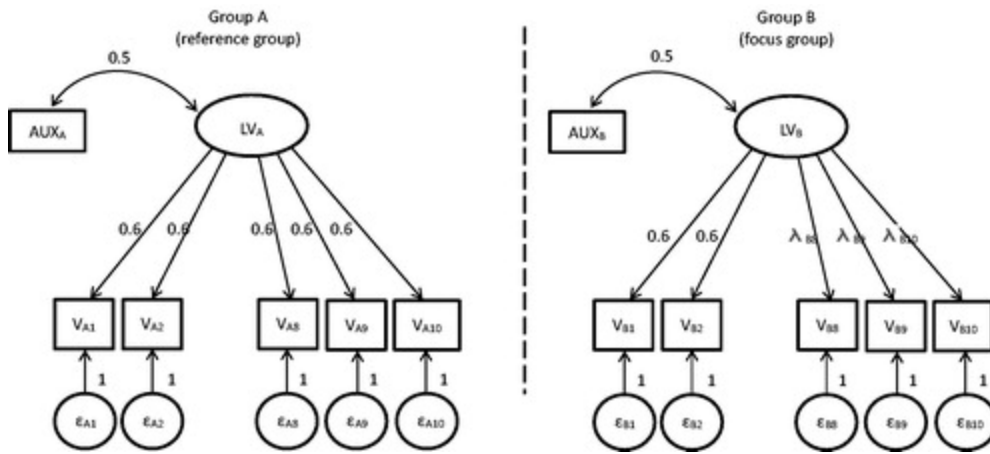 Group A
(reference group)
0.5
AUXA
LVA
0.6 0.6 0.6 0.6 0.6
VA1 VA2 VA8 VA9 VA10
1 1 1 1 1
εA1 εA2 εA8 εA9 εA10
Group B
(focus group)
0.5
AUXB
LVB
0.6 0.6 λB8 λB9 λB10
VB1 VB2 VB8 VB9 VB10
1 1 1 1 1
εB1 εB2 εB8 εB9 εB10